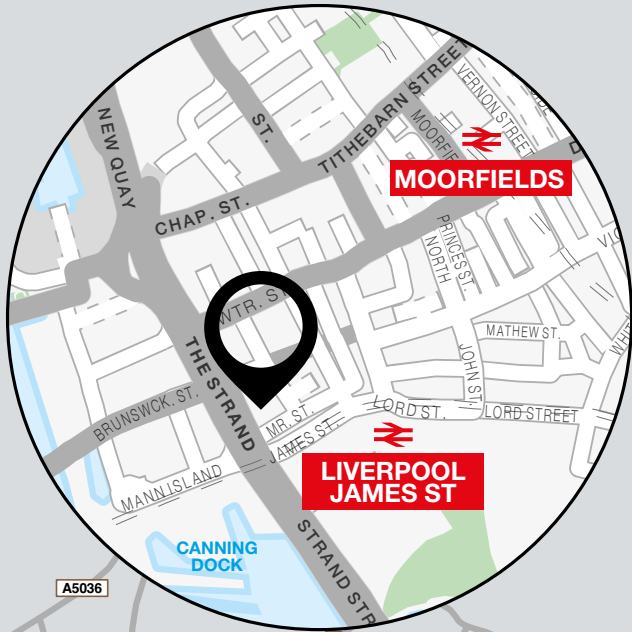 VERNON STREET
NEW QUAY
ST.
TITHEBARN STREET
MOORFIE
MOORFIELDS
CHAP. ST.
PRINCES ST.
NORTH
WTR. S
MATHEW ST.
THE STRAND
JOHN ST.
BRUNSWCK. ST.
LORD ST.
LORD STREET
MR. ST.
JAMES ST.
LIVERPOOL
JAMES ST
MANN ISLAND
CANNING
DOCK
STRAND STR
A5036